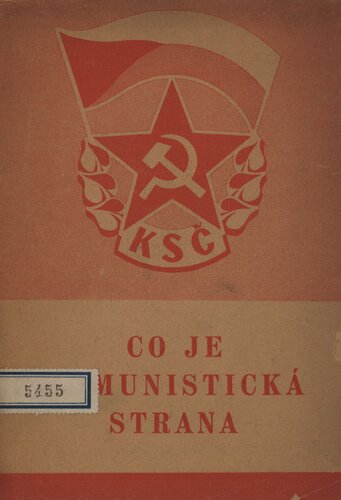 KSČ
CO JE
MUNISTICKÁ
5455
STRANA